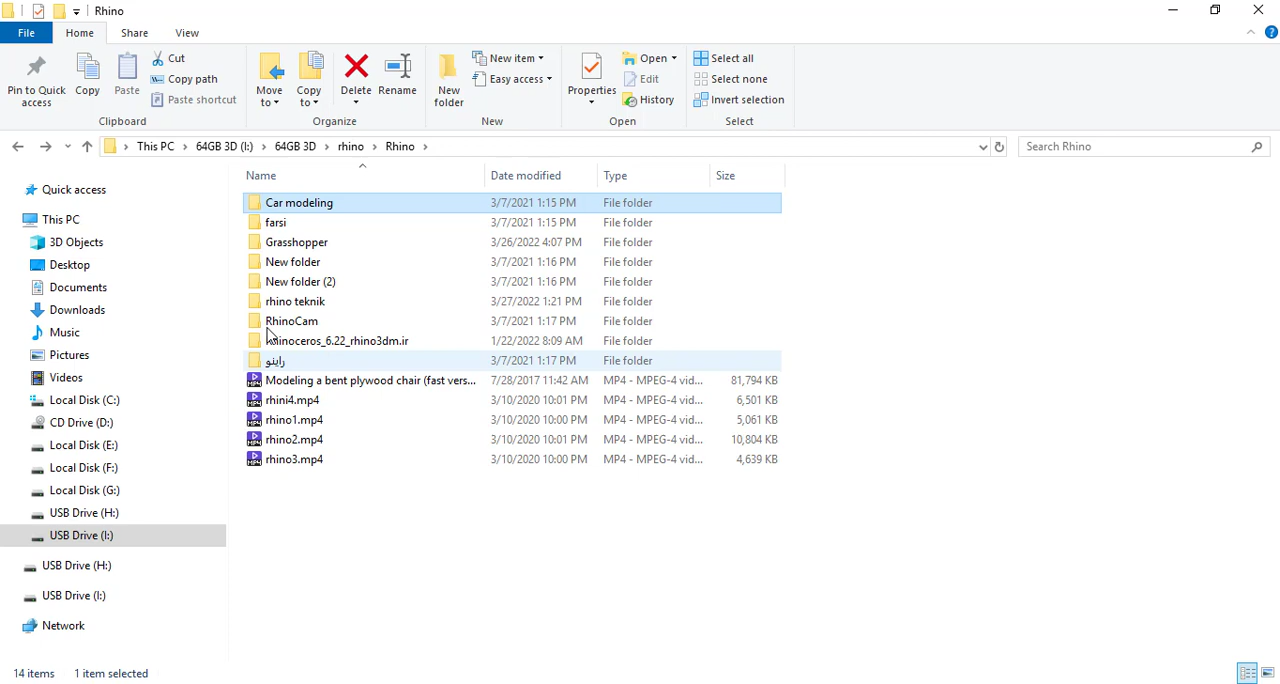 Rhino
File Home Share View
Pin to Quick access
Copy
Paste
Cut
Copy path
Paste shortcut
Clipboard
Move to
Copy to
Delete
Rename
Organize
New folder
New item
Easy access
New
Properties
Open
Edit
History
Open
Select all
Select none
Invert selection
Select
This PC 64GB 3D (I:) 64GB 3D rhino Rhino
Search Rhino
Quick access
This PC
3D Objects
Desktop
Documents
Downloads
Music
Pictures
Videos
Local Disk (C:)
CD Drive (D:)
Local Disk (E:)
Local Disk (F:)
Local Disk (G:)
USB Drive (H:)
USB Drive (I:)
USB Drive (H:)
USB Drive (I:)
Network
Name Date modified Type Size
Car modeling 3/7/2021 1:15 PM File folder
farsi 3/7/2021 1:15 PM File folder
Grasshopper 3/26/2022 4:07 PM File folder
New folder 3/7/2021 1:16 PM File folder
New folder (2) 3/7/2021 1:16 PM File folder
rhino teknik 3/27/2022 1:21 PM File folder
RhinoCam 3/7/2021 1:17 PM File folder
Rhinoceros_6.22_rhino3dm.ir 1/22/2022 8:09 AM File folder
راینو 3/7/2021 1:17 PM File folder
Modeling a bent plywood chair (fast vers... 7/28/2017 11:42 AM MP4 - MPEG-4 vid... 81,794 KB
rhini4.mp4 3/10/2020 10:01 PM MP4 - MPEG-4 vid... 6,501 KB
rhino1.mp4 3/10/2020 10:00 PM MP4 - MPEG-4 vid... 5,061 KB
rhino2.mp4 3/10/2020 10:01 PM MP4 - MPEG-4 vid... 10,804 KB
rhino3.mp4 3/10/2020 10:00 PM MP4 - MPEG-4 vid... 4,639 KB
14 items 1 item selected